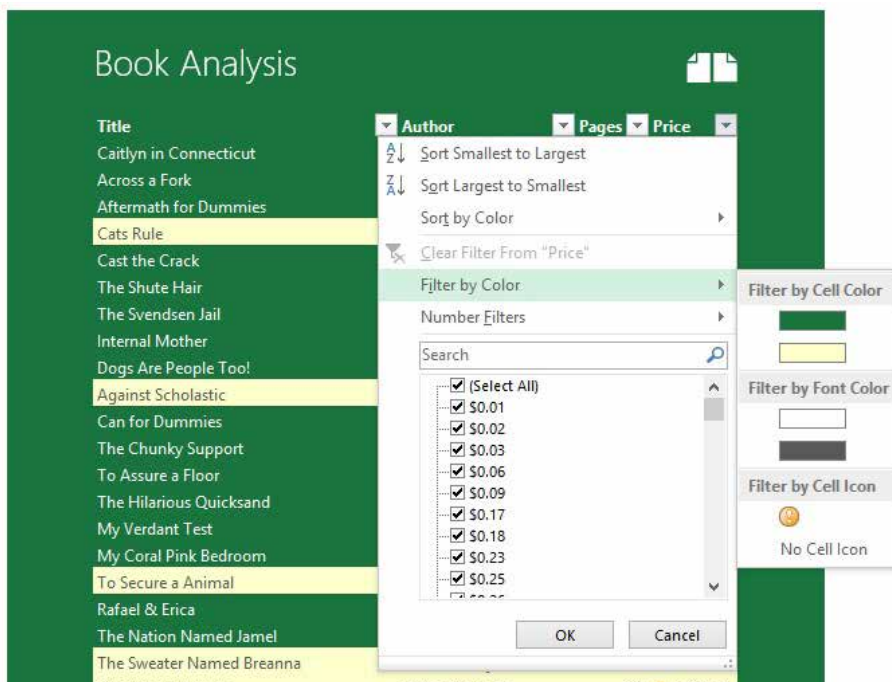 Book Analysis
Title Author Pages Price
Caitlyn in Connecticut
Across a Fork
Aftermath for Dummies
Cats Rule
Cast the Crack
The Shute Hair
The Svendsen Jail
Internal Mother
Dogs Are People Too!
Against Scholastic
Can for Dummies
The Chunky Support
To Assure a Floor
The Hilarious Quicksand
My Verdant Test
My Coral Pink Bedroom
To Secure a Animal
Rafael & Erica
The Nation Named Jamel
The Sweater Named Breanna
Sort Smallest to Largest
Sort Largest to Smallest
Sort by Color
Clear Filter From "Price"
Filter by Color
Number Filters
Search
(Select All)
$0.01
$0.02
$0.03
$0.06
$0.09
$0.17
$0.18
$0.23
$0.25
OK Cancel
Filter by Cell Color
Filter by Font Color
Filter by Cell Icon
No Cell Icon